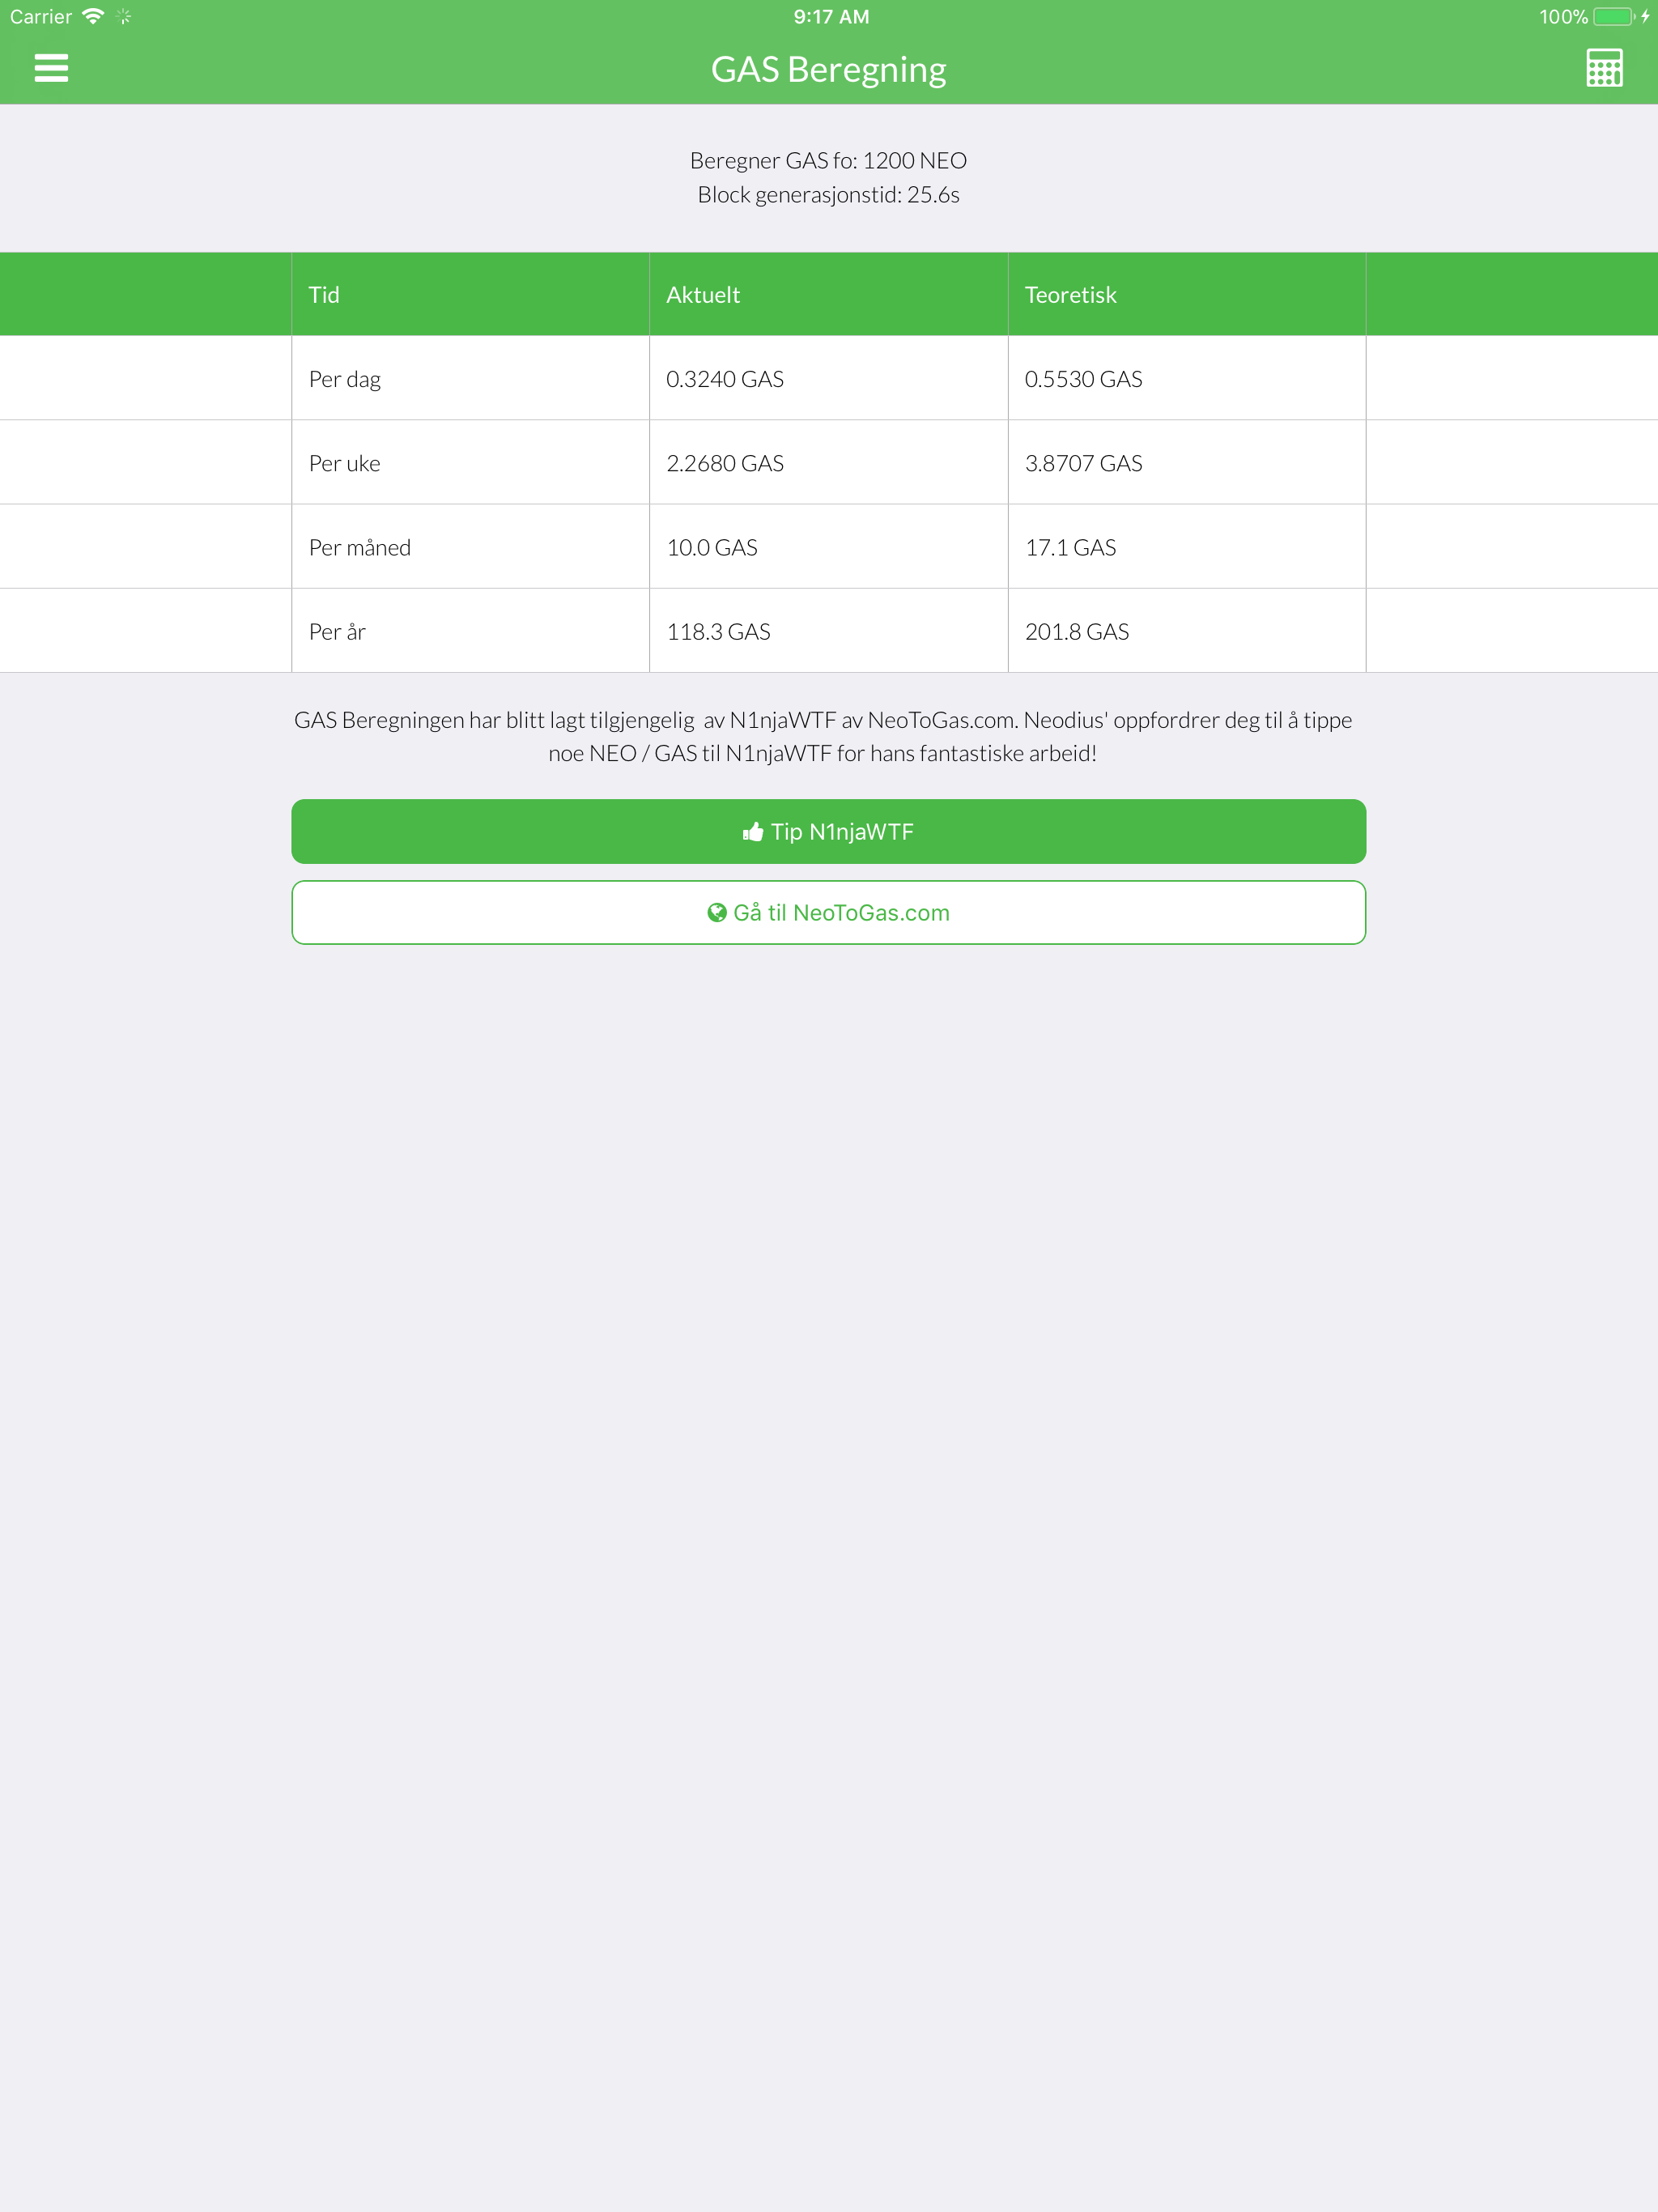 Carrier 9:17 AM 100%
GAS Beregning
Beregner GAS fo: 1200 NEO
Block generasjonstid: 25.6s
Tid Aktuelt Teoretisk
Per dag 0.3240 GAS 0.5530 GAS
Per uke 2.2680 GAS 3.8707 GAS
Per måned 10.0 GAS 17.1 GAS
Per år 118.3 GAS 201.8 GAS
GAS Beregningen har blitt lagt tilgjengelig  av N1njaWTF av NeoToGas.com. Neodius' oppfordrer deg til å tippe
noe NEO / GAS til N1njaWTF for hans fantastiske arbeid!
Tip N1njaWTF
Gå til NeoToGas.com